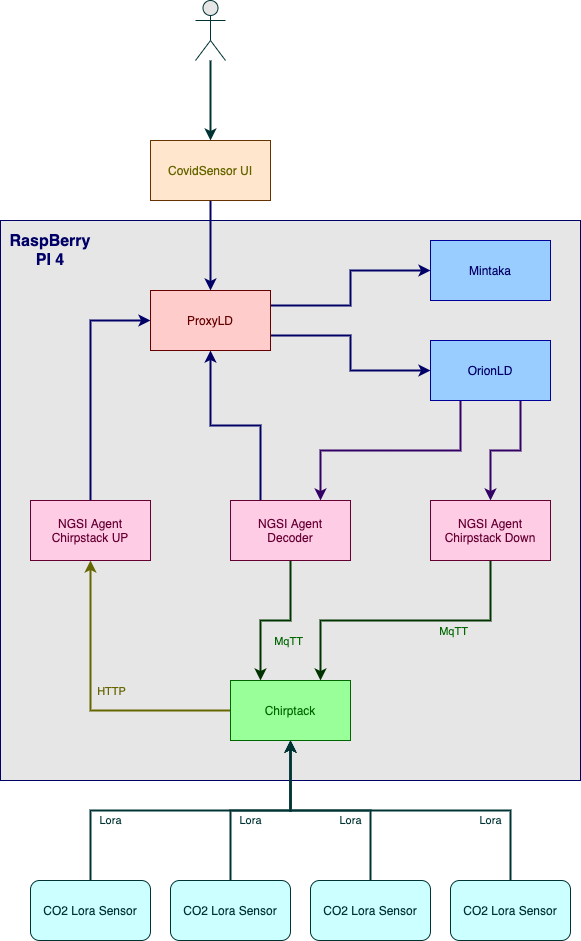 CovidSensor UI
RaspBerry
PI 4
Mintaka
ProxyLD
OrionLD
NGSI Agent
Chirpstack UP
NGSI Agent
Decoder
NGSI Agent
Chirpstack Down
MqTT
MqTT
HTTP
Chirptack
Lora
Lora
Lora
Lora
CO2 Lora Sensor
CO2 Lora Sensor
CO2 Lora Sensor
CO2 Lora Sensor